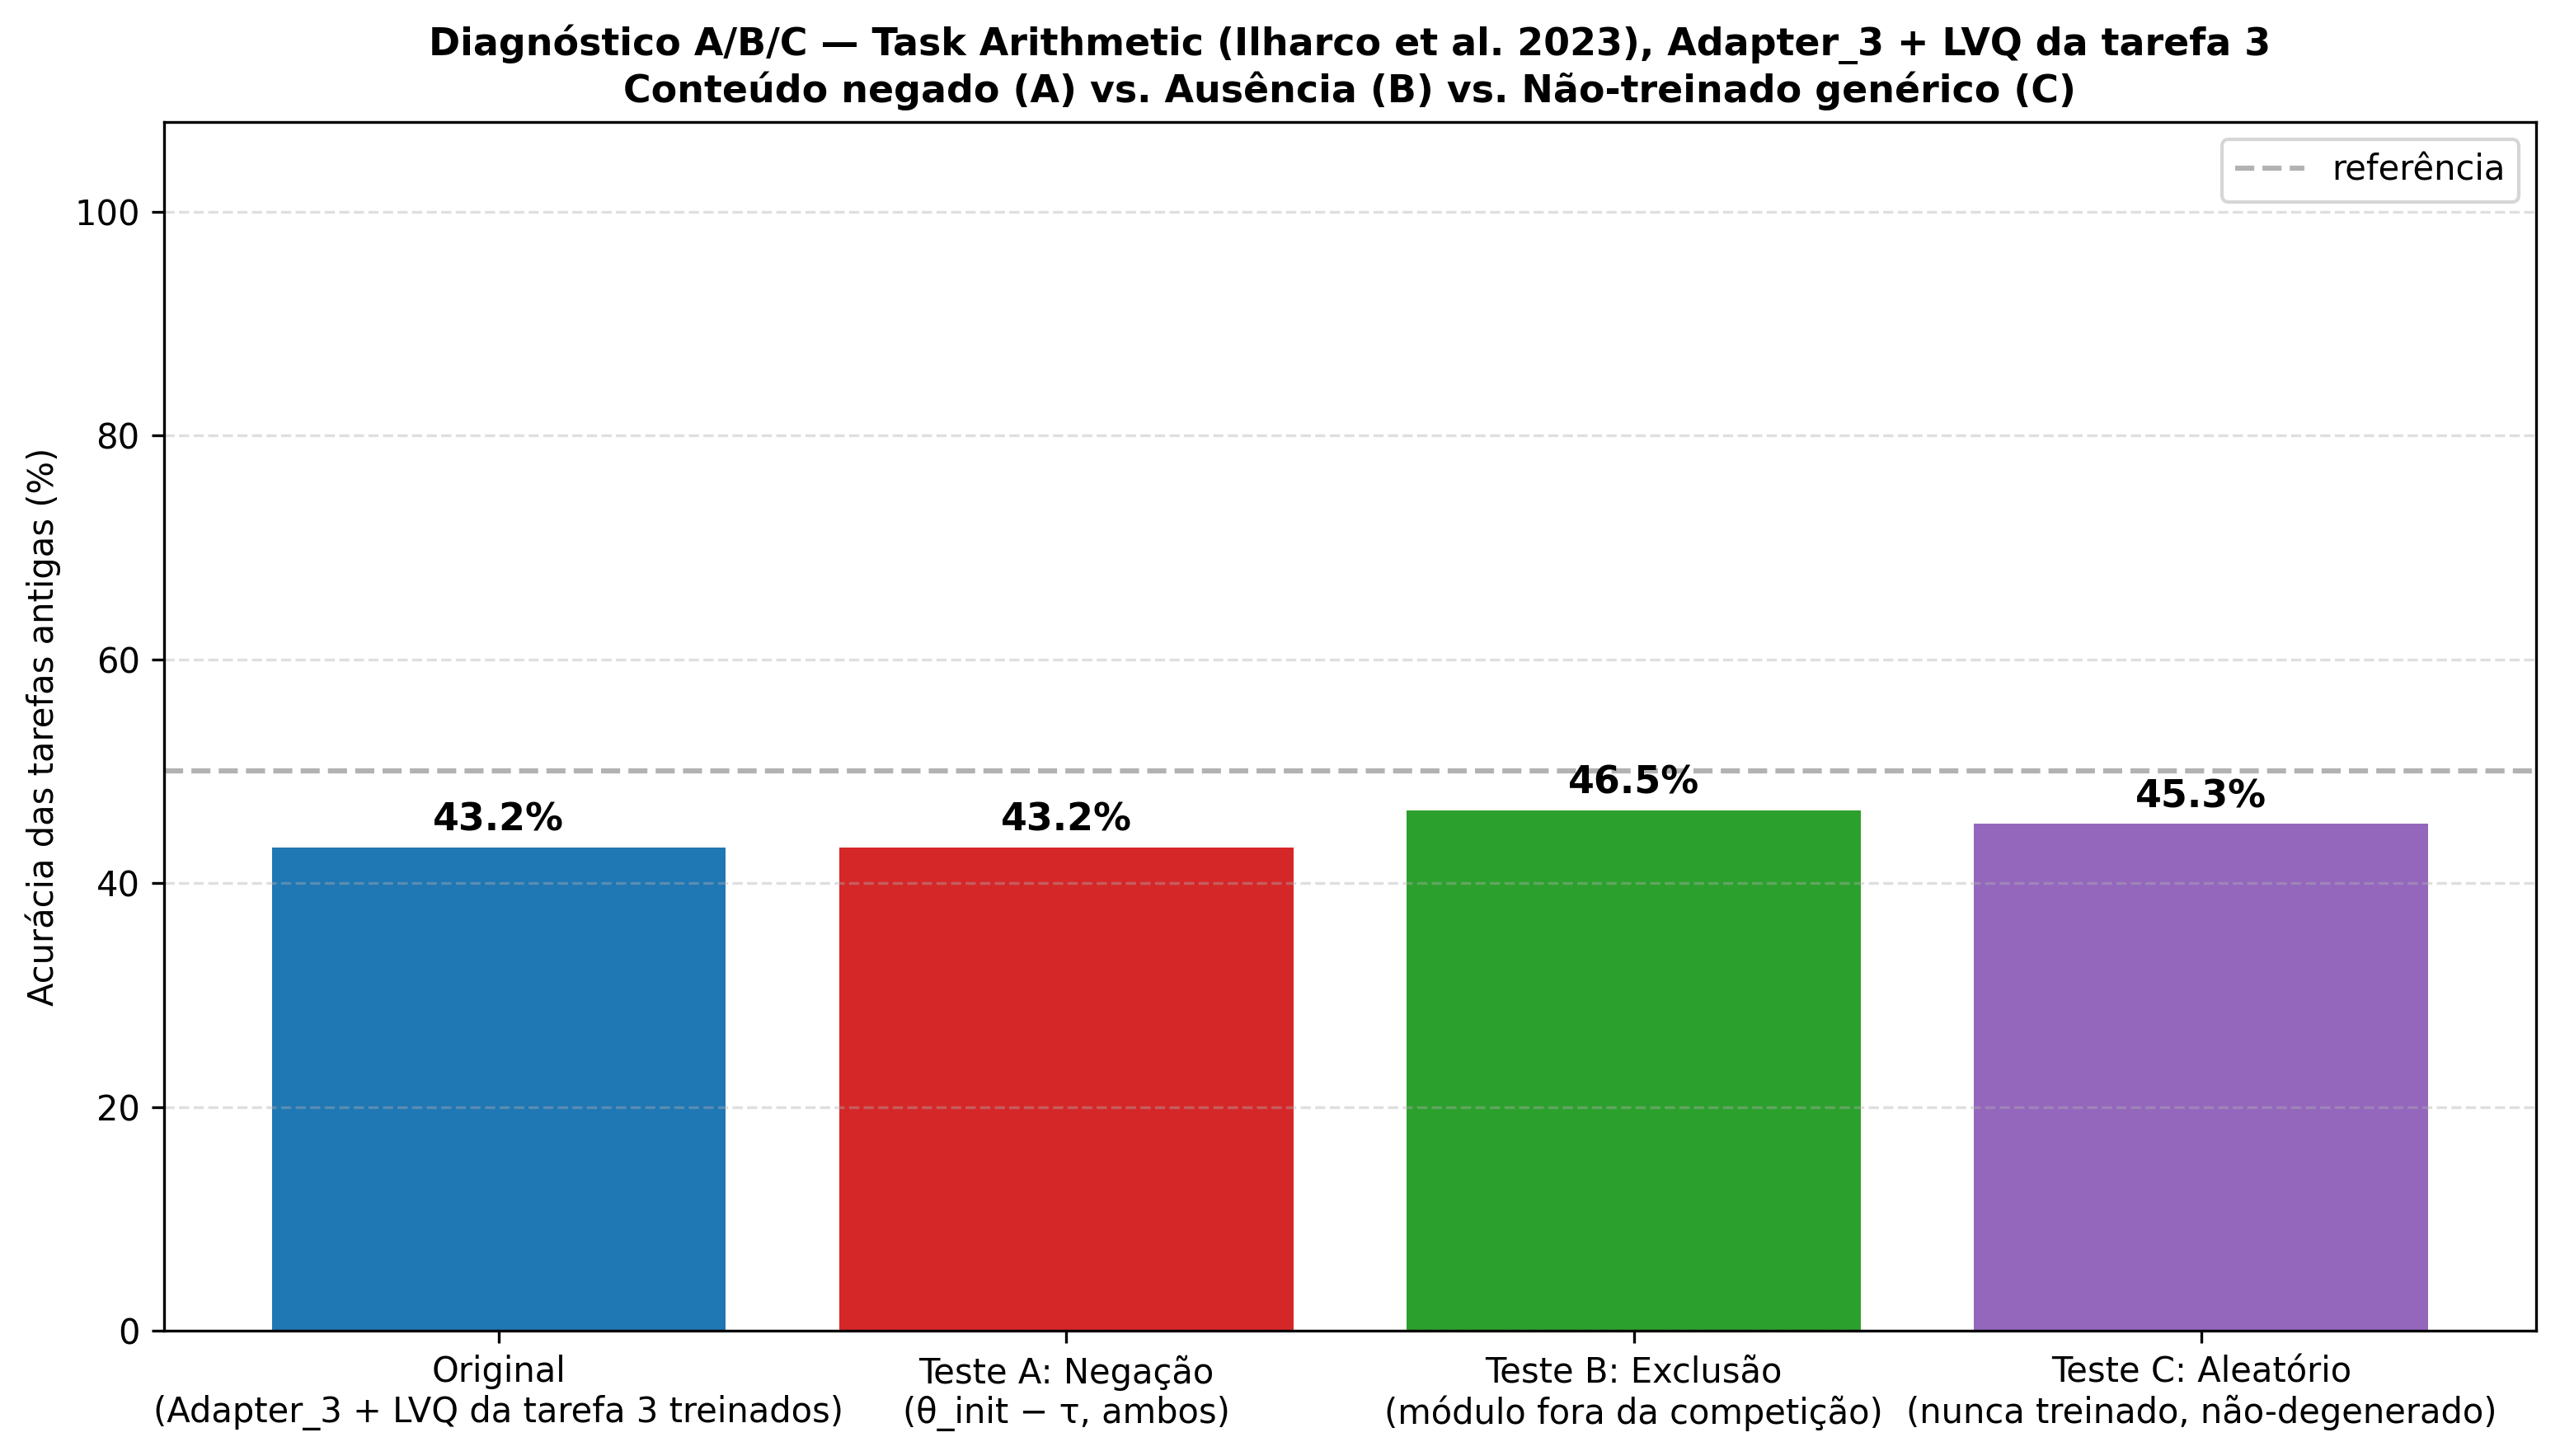 Diagnóstico A/B/C — Task Arithmetic (Ilharco et al. 2023), Adapter_3 + LVQ da tarefa 3
Conteúdo negado (A) vs. Ausência (B) vs. Não-treinado genérico (C)
referência
Acurácia das tarefas antigas (%)
100
80
60
40
20
0
43.2%
43.2%
46.5%
45.3%
Original
(Adapter_3 + LVQ da tarefa 3 treinados)
Teste A: Negação
(θ_init − τ, ambos)
Teste B: Exclusão
(módulo fora da competição)
Teste C: Aleatório
(nunca treinado, não-degenerado)